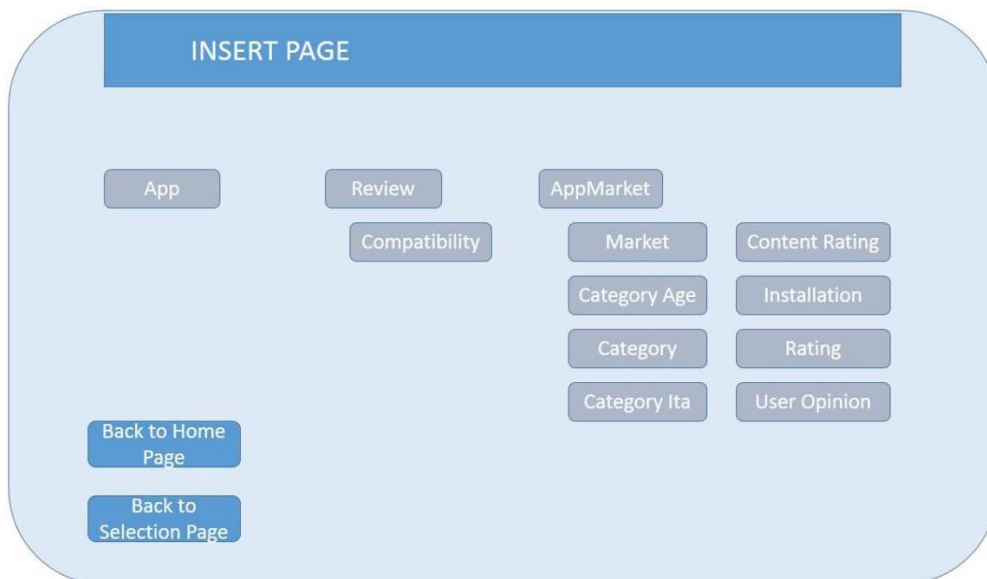 INSERT PAGE
App
Review
AppMarket
Compatibility
Market
Content Rating
Category Age
Installation
Category
Rating
Category Ita
User Opinion
Back to Home
Page
Back to
Selection Page